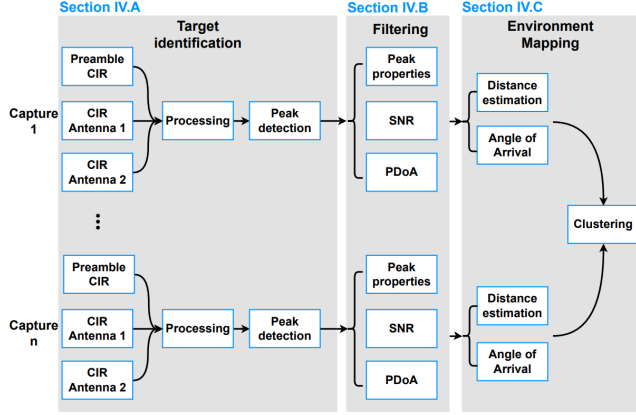 Section IV.A
Section IV.B
Section IV.C
Target
identification
Filtering
Environment
Mapping
Capture
1
Preamble
CIR
CIR
Antenna 1
CIR
Antenna 2
Processing
Peak
detection
Peak
properties
SNR
PDoA
Distance
estimation
Angle of
Arrival
Clustering
Capture
n
Preamble
CIR
CIR
Antenna 1
CIR
Antenna 2
Processing
Peak
detection
Peak
properties
SNR
PDoA
Distance
estimation
Angle of
Arrival